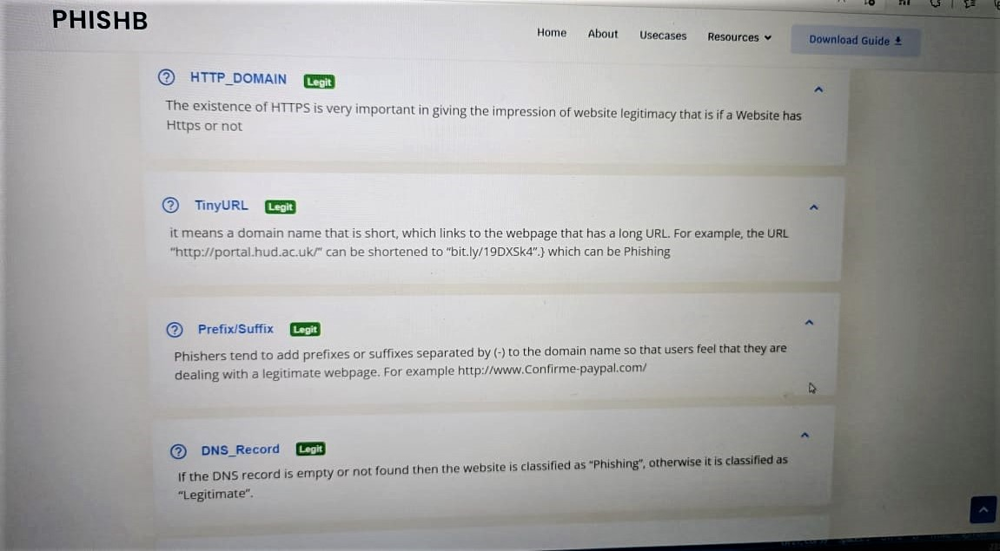 PHISHB
Home About Usecases Resources Download Guide
HTTP_DOMAIN Legit
The existence of HTTPS is very important in giving the impression of website legitimacy that is if a Website has
Https or not
TinyURL Legit
it means a domain name that is short, which links to the webpage that has a long URL. For example, the URL
"http://portal.hud.ac.uk/" can be shortened to "bit.ly/19DXSk4".} which can be Phishing
Prefix/Suffix Legit
Phishers tend to add prefixes or suffixes separated by (-) to the domain name so that users feel that they are
dealing with a legitimate webpage. For example http://www.Confirme-paypal.com/
DNS_Record Legit
If the DNS record is empty or not found then the website is classified as "Phishing", otherwise it is classified as
"Legitimate".